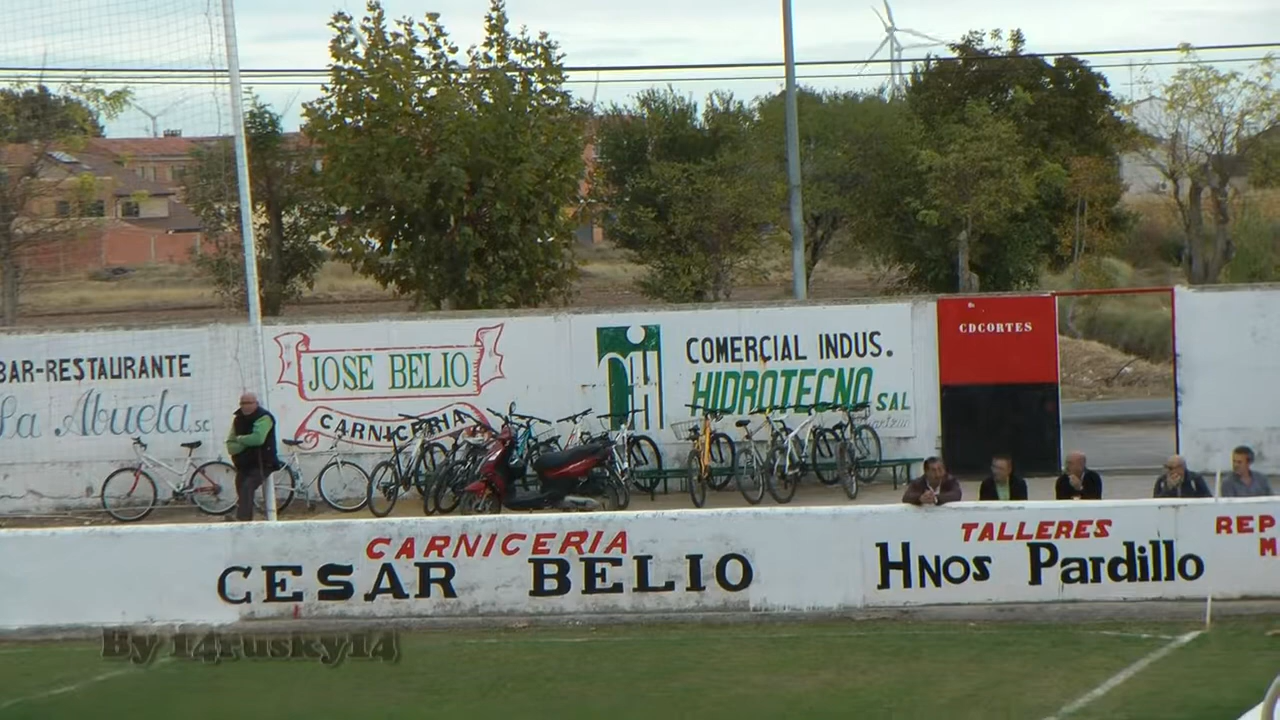 BAR-RESTAURANTE
La Abuela, SC
JOSE BELIO
CARNICERIA
COMERCIAL INDUS.
HIDROTECNO SAL
CDCORTES
CARNICERIA
CESAR BELIO
TALLERES
HNOS Pardillo
REP
M
By 14rusky14